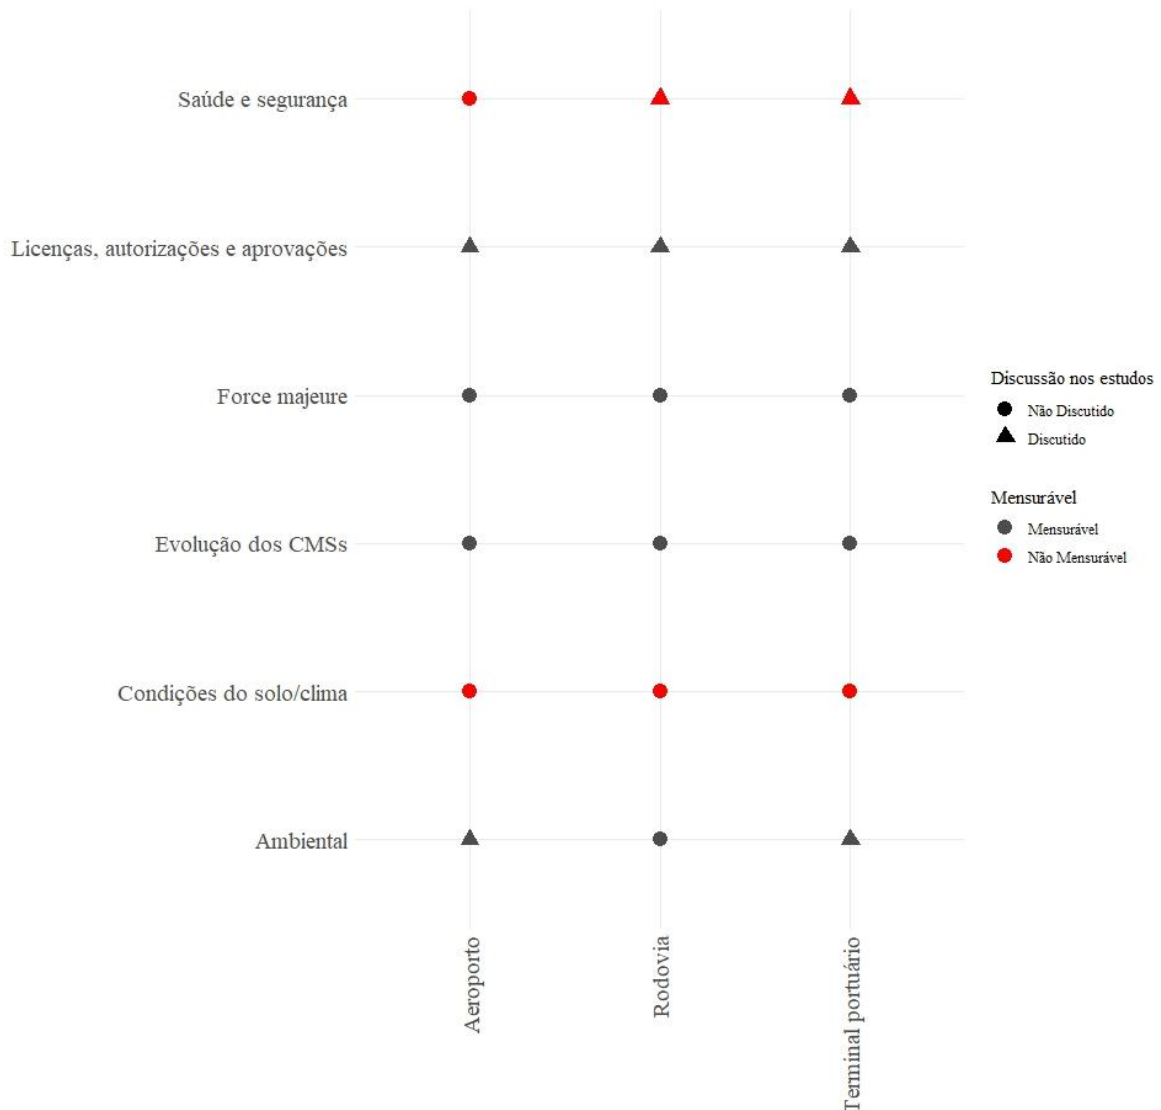 Saúde e segurança
Licenças, autorizações e aprovações
Force majeure
Evolução dos CMSs
Condições do solo/clima
Ambiental
Aeroporto
Rodovia
Terminal portuário
Discussão nos estudos
Não Discutido
Discutido
Mensurável
Mensurável
Não Mensurável